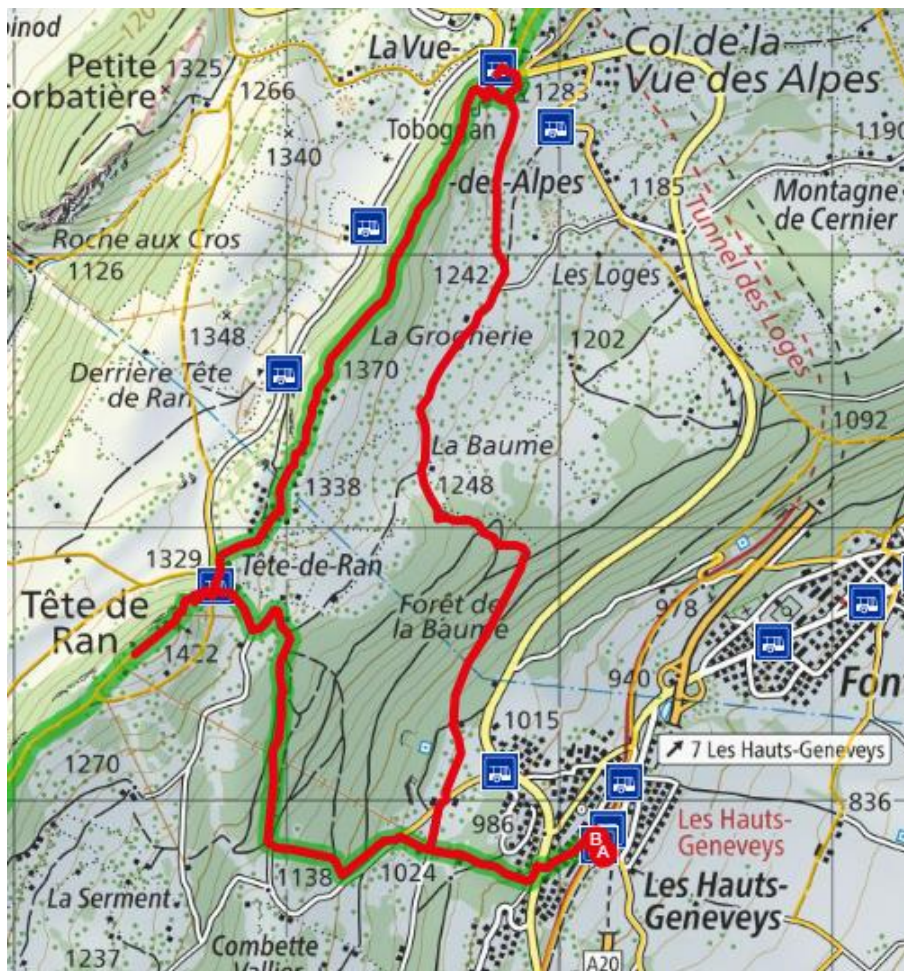 La Vue-
Col de la
Vue des Alpes
Petite
1325
1266
1283
1340
Tobog
-des-Alpes
1190
1185
Montagne
de Cernier
Roche aux Cros
1126
1242
Les Loges
Tunnel des Loges
1348
La Grognerie
1202
Derrière Tête
de Ran
1370
1092
La Baume
1338
1248
1329
Tête-de-Ran
Tête de
Ran
Forêt de
la Baume
978
1422
940
Font
1015
7 Les Hauts-Geneveys
1270
836
986
Les Hauts-
Geneveys
B
A
1138
1024
Les Hauts-
Geneveys
La Serment
Combette
Vallier
1237
A20